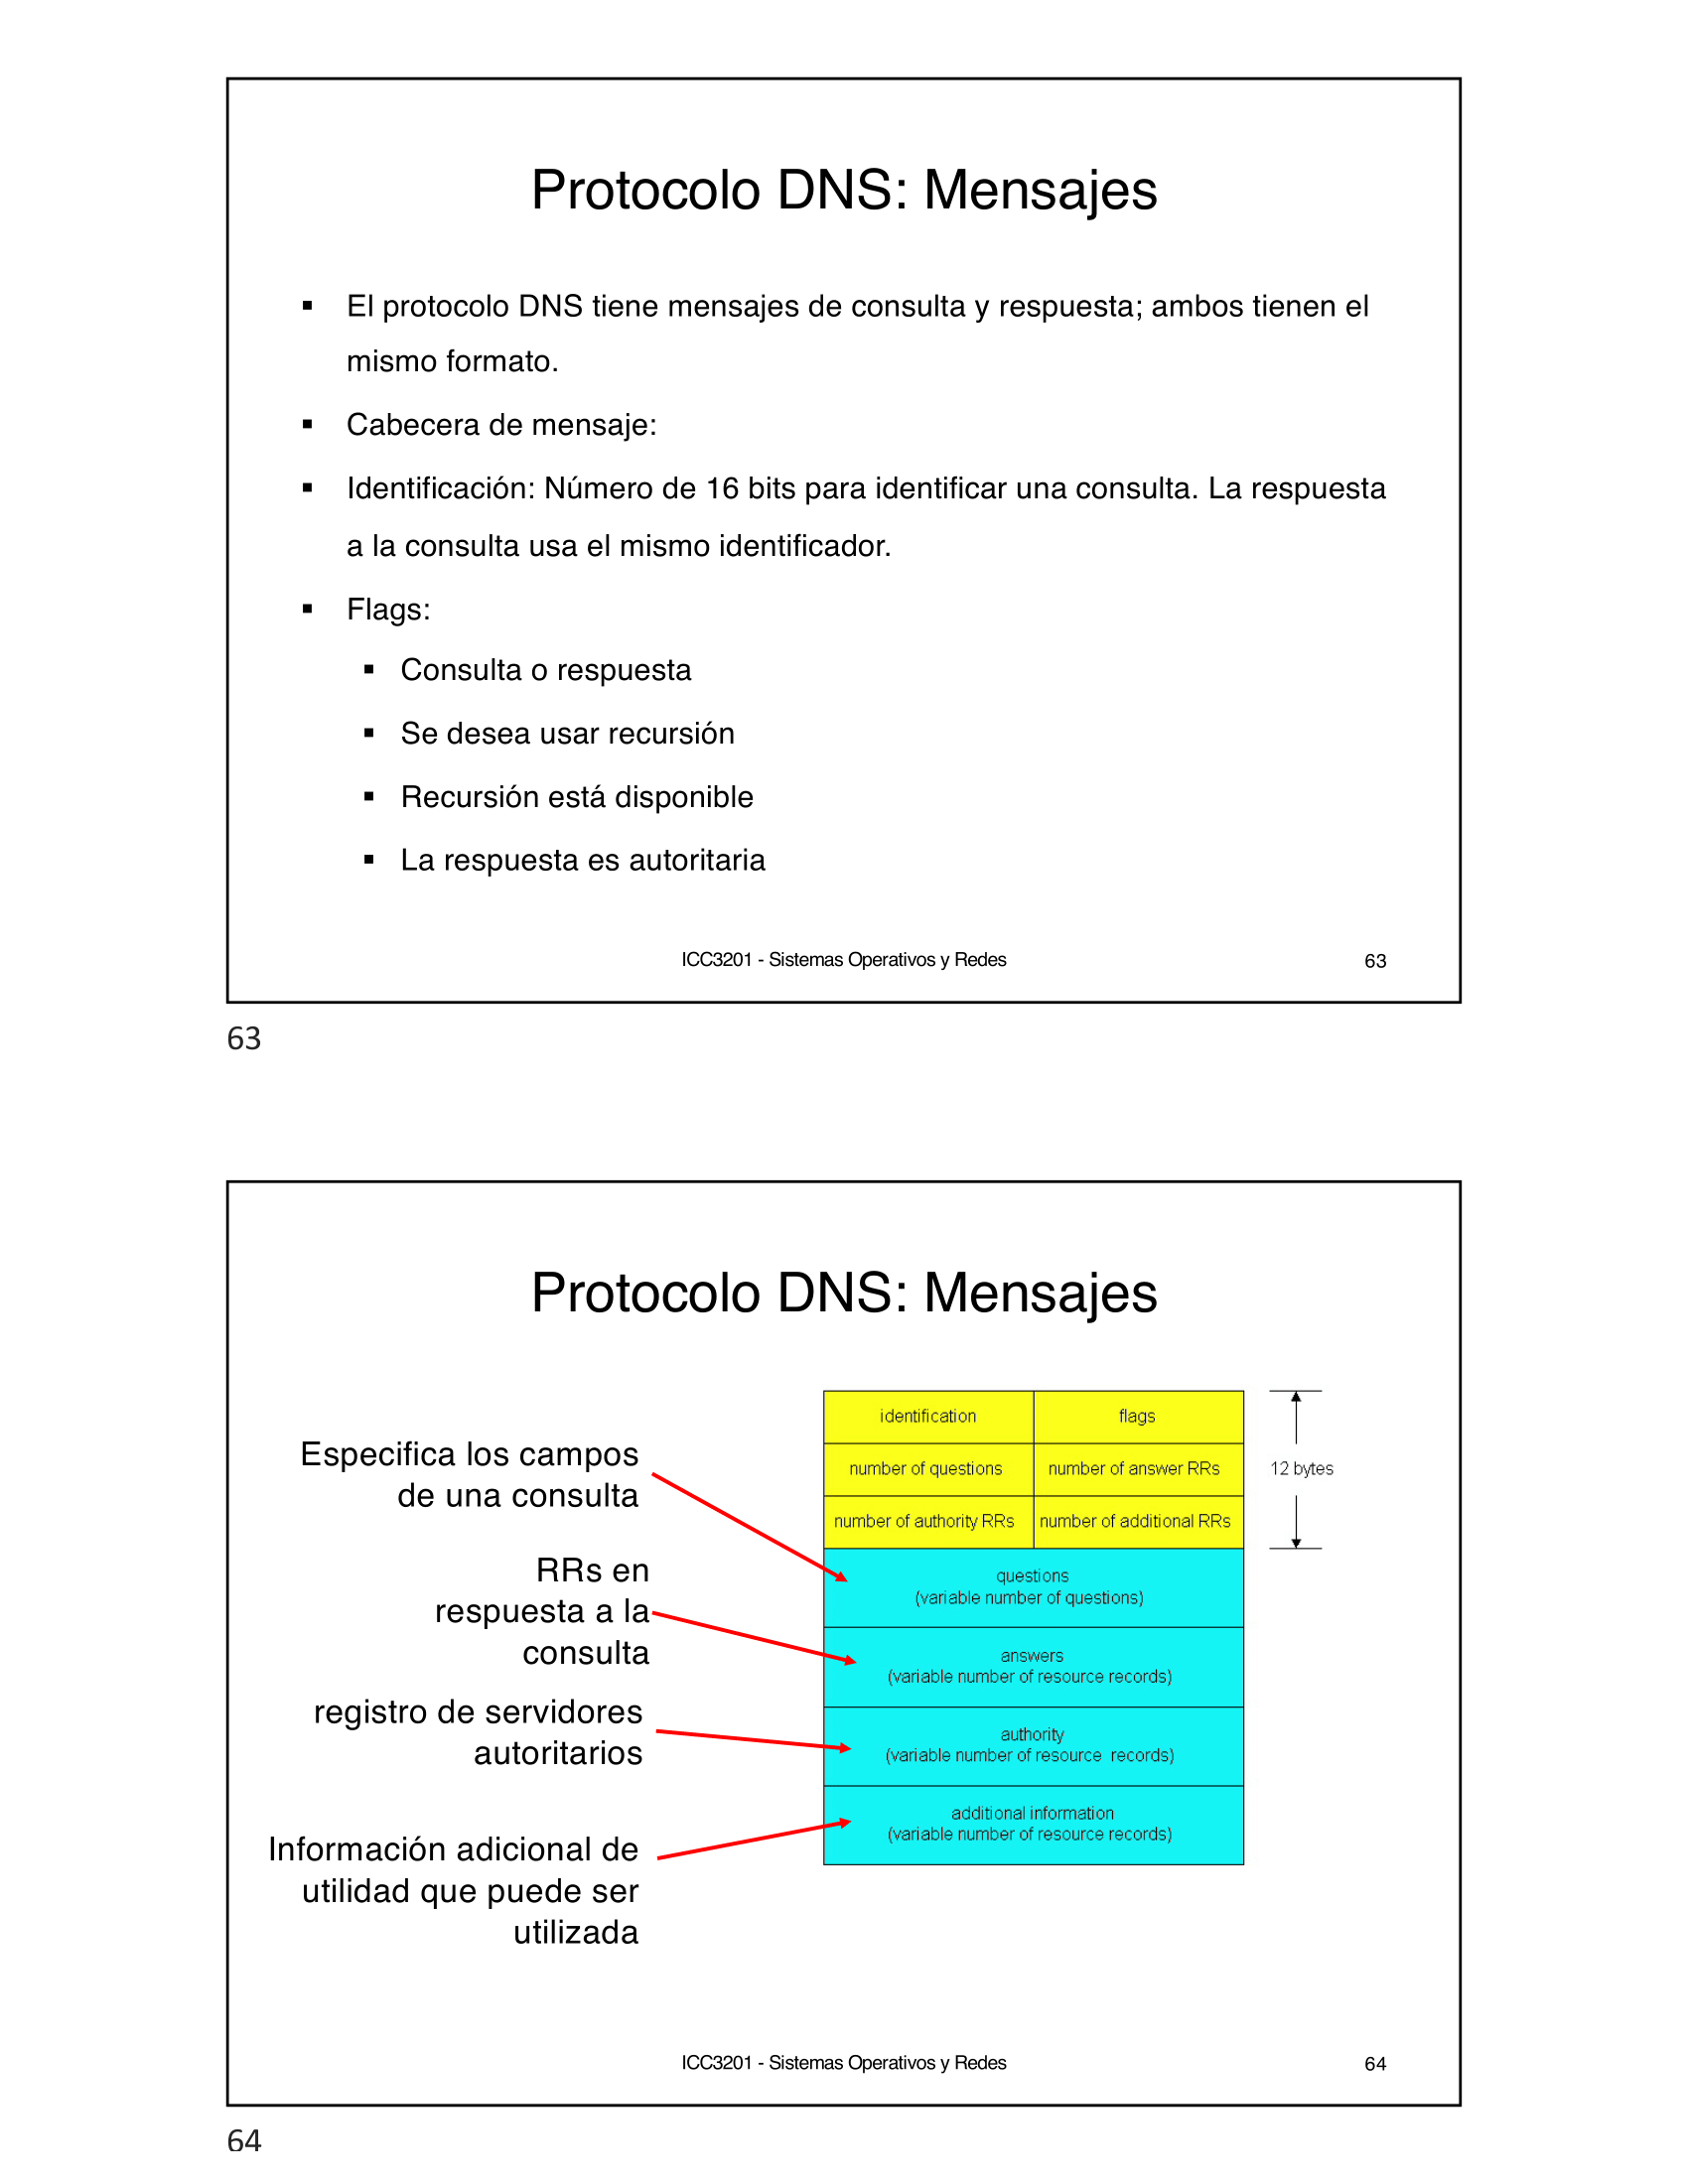 Protocolo DNS: Mensajes
▪ El protocolo DNS tiene mensajes de consulta y respuesta; ambos tienen el
mismo formato.
▪ Cabecera de mensaje:
▪ Identificación: Número de 16 bits para identificar una consulta. La respuesta
a la consulta usa el mismo identificador.
▪ Flags:
▪ Consulta o respuesta
▪ Se desea usar recursión
▪ Recursión está disponible
▪ La respuesta es autoritaria
ICC3201 - Sistemas Operativos y Redes 63
63
Protocolo DNS: Mensajes
Especifica los campos
de una consulta
RRs en
respuesta a la
consulta
registro de servidores
autoritarios
Información adicional de
utilidad que puede ser
utilizada
identification flags
number of questions number of answer RRs 12 bytes
number of authority RRs number of additional RRs
questions
(variable number of questions)
answers
(variable number of resource records)
authority
(variable number of resource records)
additional information
(variable number of resource records)
ICC3201 - Sistemas Operativos y Redes 64
64